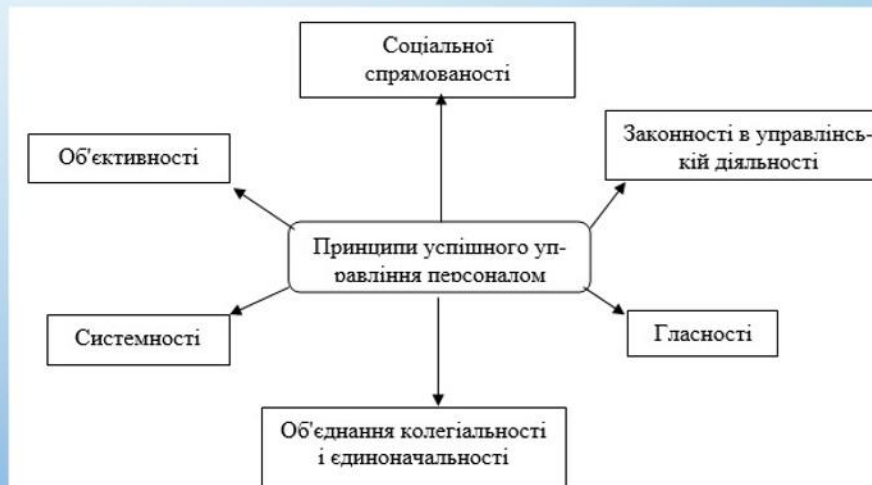 Соціальної
спрямованості
Законності в управлінсь-
кій діяльності
Об'єктивності
Принципи успішного уп-
равління персоналом
Системності
Гласності
Об'єднання колегіальності
і єдиноначальності